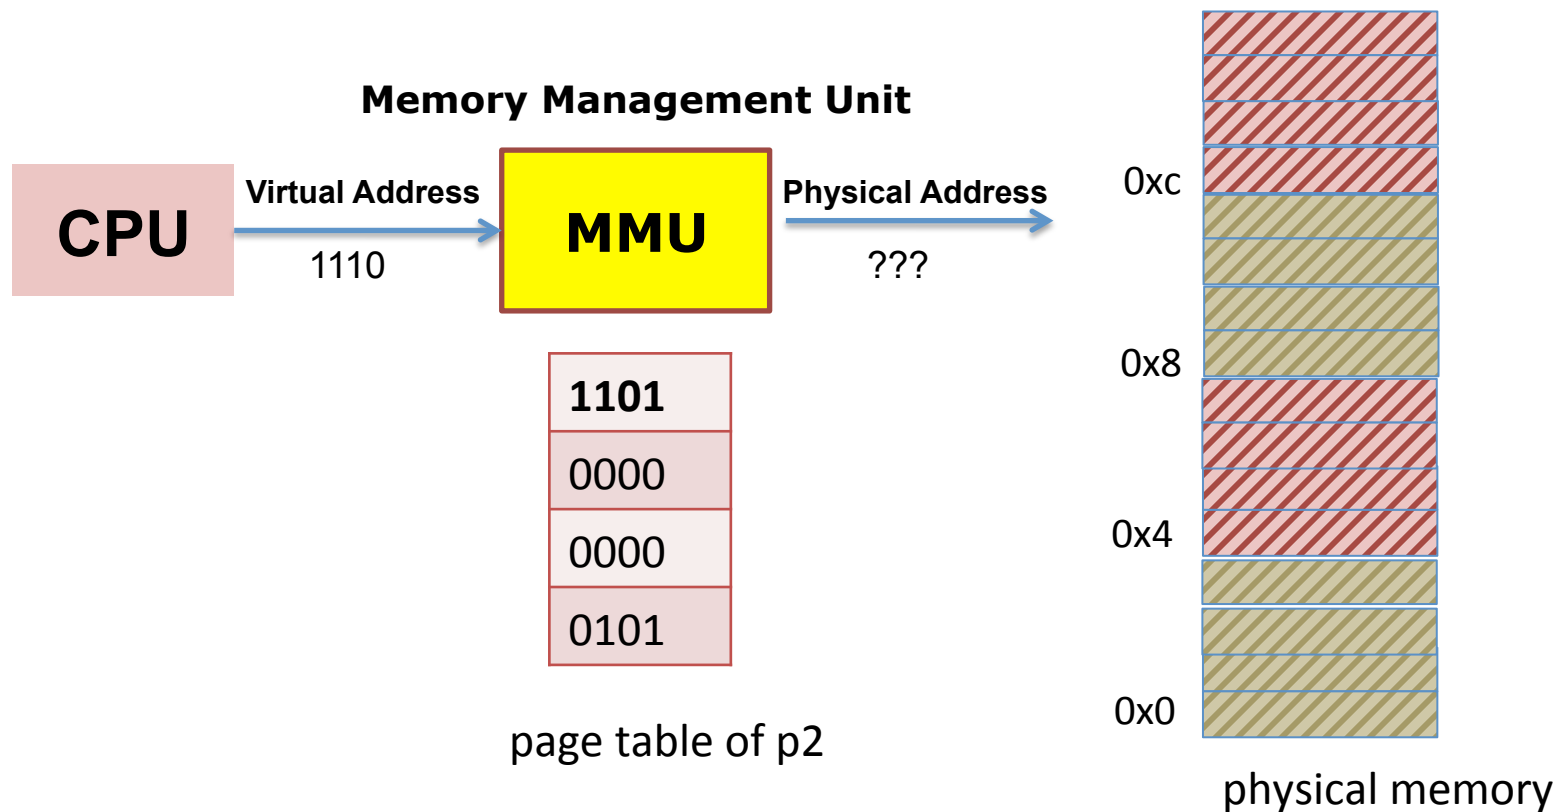 Memory Management Unit
CPU
Virtual Address
1110
MMU
Physical Address
???
1101
0000
0000
0101
page table of p2
0xc
0x8
0x4
0x0
physical memory